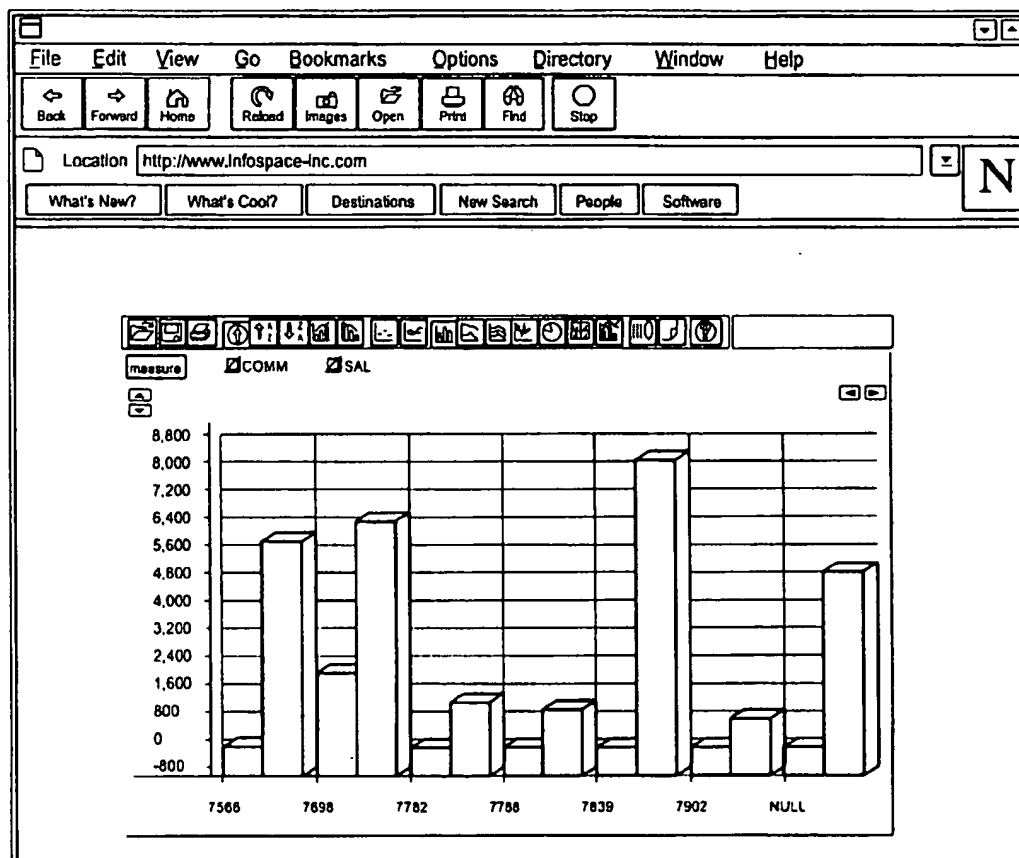 File Edit View Go Bookmarks Options Directory Window Help
Back Forward Home Reload Images Open Print Find Stop
Location http://www.infospace-inc.com
N
What's New? What's Cool? Destinations New Search People Software
measure COMM SAL
8,800
8,000
7,200
6,400
5,600
4,800
4,000
3,200
2,400
1,600
800
0
-800
7566 7698 7782 7788 7839 7902 NULL